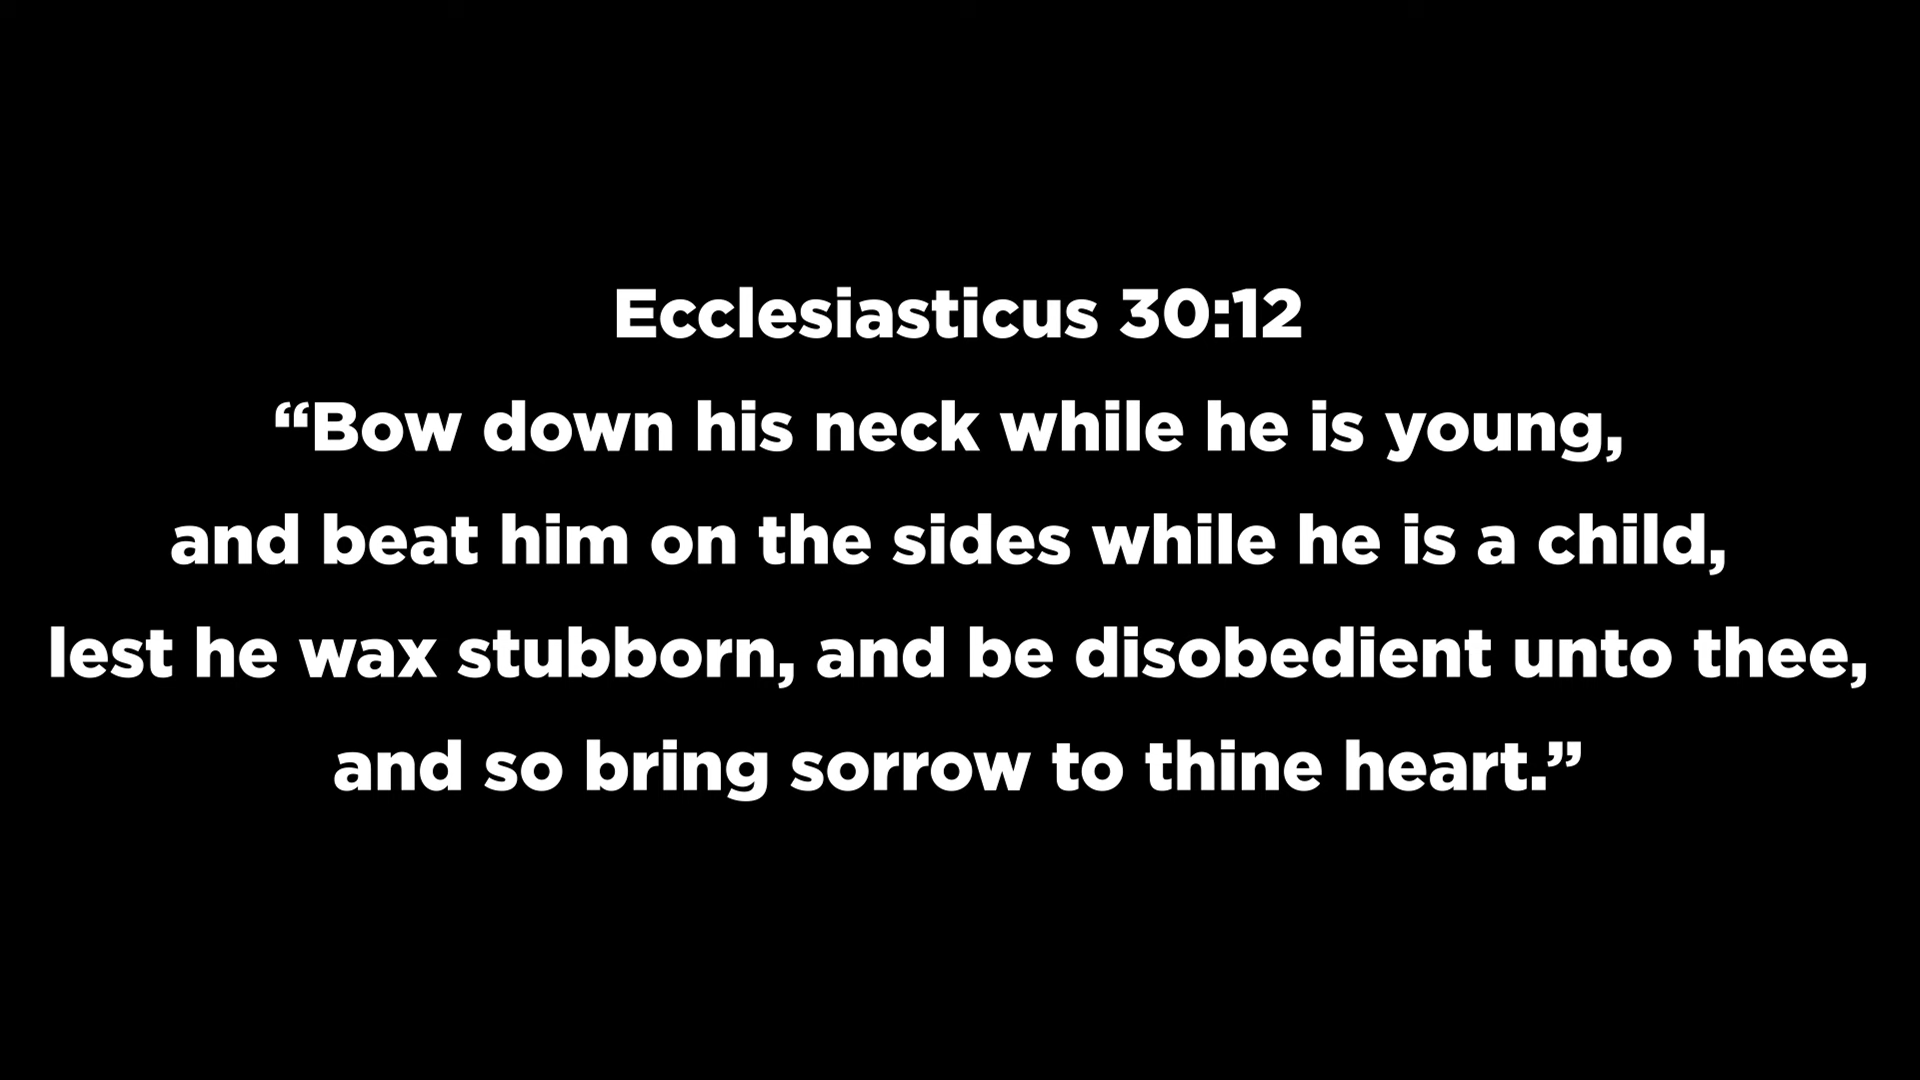 Ecclesiasticus 30:12
“Bow down his neck while he is young,
and beat him on the sides while he is a child,
lest he wax stubborn, and be disobedient unto thee,
and so bring sorrow to thine heart.”